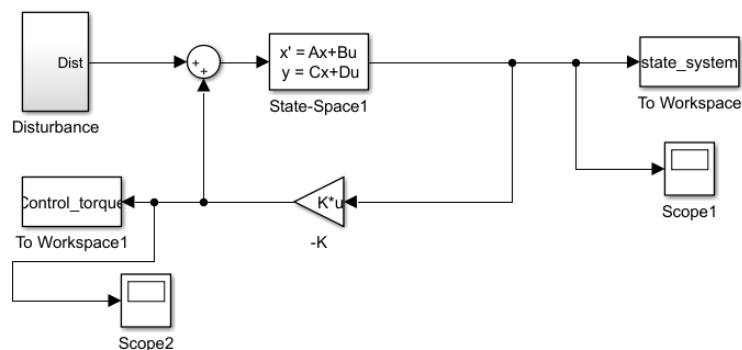 Dist
Disturbance
+
+
x' = Ax+Bu
y = Cx+Du
State-Space1
state_system
To Workspace
Scope1
Control_torque
To Workspace1
K*u
-K
Scope2